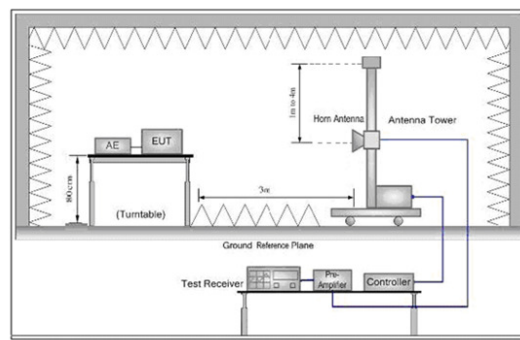 1m to 4m
Horn Antenna
Antenna Tower
AE
EUT
3m
(Turntable)
Ground Reference Plane
Test Receiver
Pre-
Amplifier
Controller